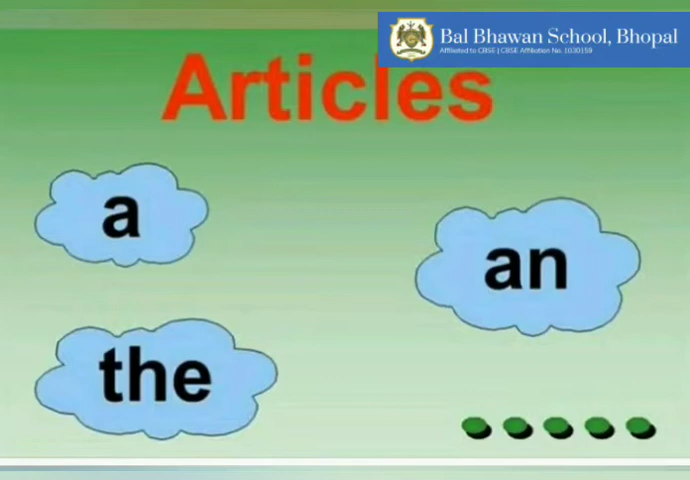 Bal Bhawan School, Bhopal
Affiliated to CBSE | CBSE Affiliation No. 1030159
Articles
a
an
the